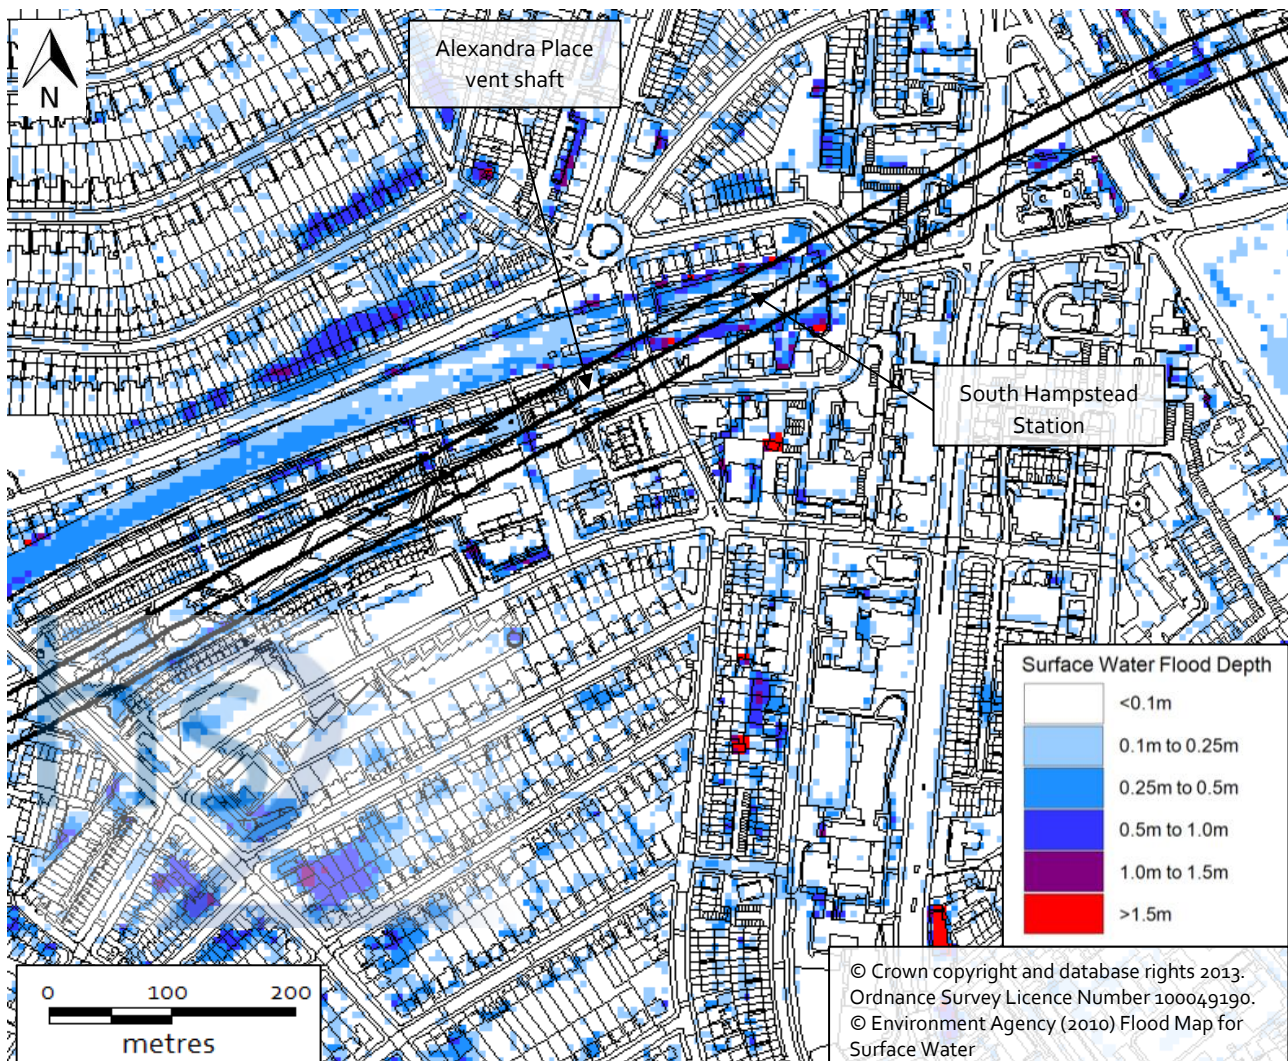 Alexandra Place
vent shaft
N
South Hampstead
Station
Surface Water Flood Depth
<0.1m
0.1m to 0.25m
0.25m to 0.5m
0.5m to 1.0m
1.0m to 1.5m
>1.5m
0 100 200
metres
© Crown copyright and database rights 2013.
Ordnance Survey Licence Number 100049190.
© Environment Agency (2010) Flood Map for
Surface Water